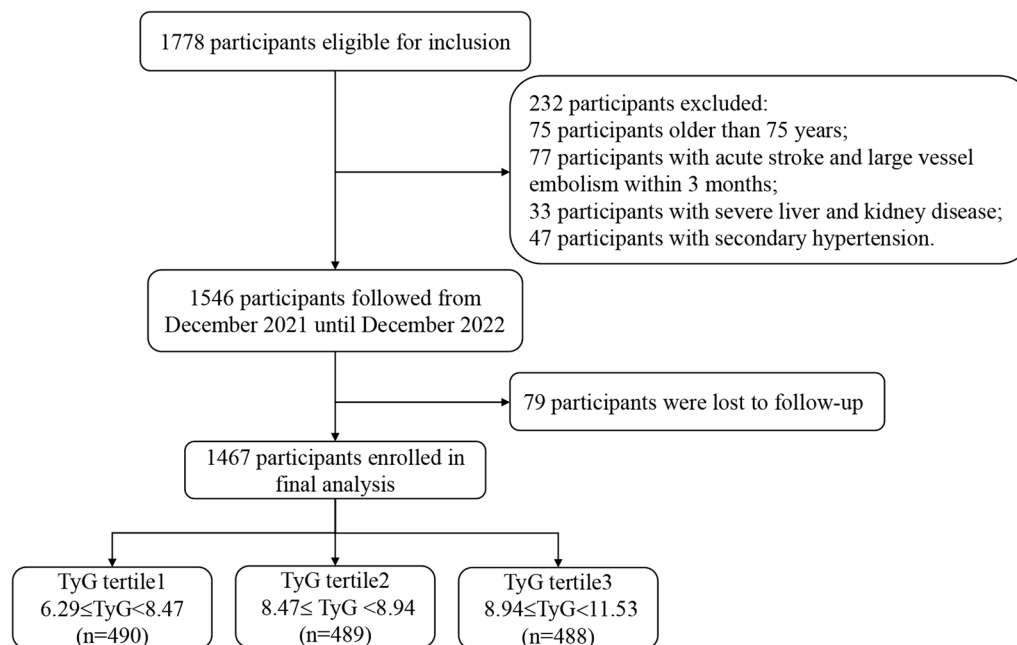 1778 participants eligible for inclusion
232 participants excluded:
75 participants older than 75 years;
77 participants with acute stroke and large vessel
embolism within 3 months;
33 participants with severe liver and kidney disease;
47 participants with secondary hypertension.
1546 participants followed from
December 2021 until December 2022
79 participants were lost to follow-up
1467 participants enrolled in
final analysis
TyG tertile1
6.29≤TyG<8.47
(n=490)
TyG tertile2
8.47≤ TyG <8.94
(n=489)
TyG tertile3
8.94≤TyG<11.53
(n=488)